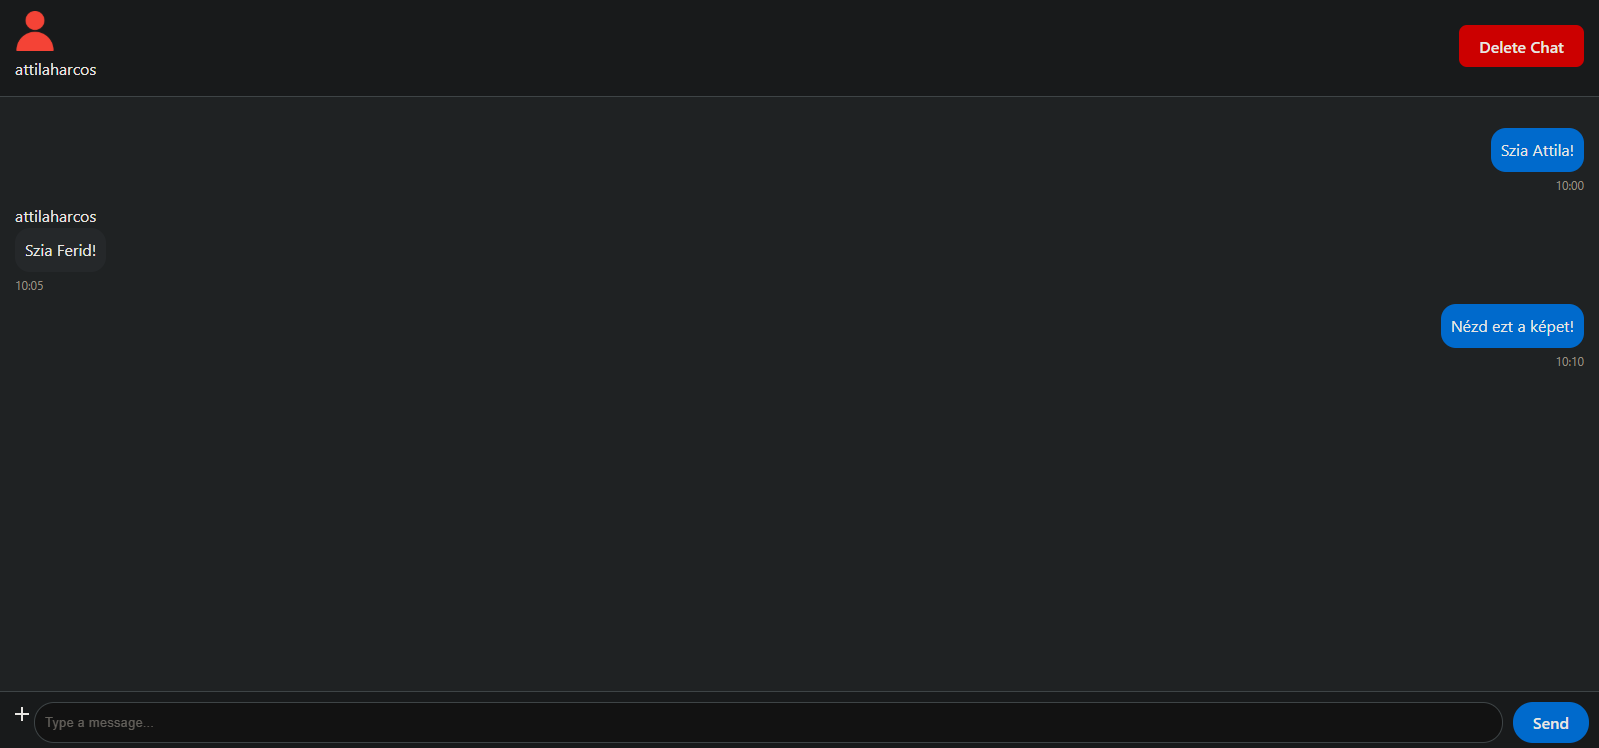 attilaharcos
Delete Chat
Szia Attila!
10:00
attilaharcos
Szia Ferid!
10:05
Nézd ezt a képet!
10:10
Type a message...
Send